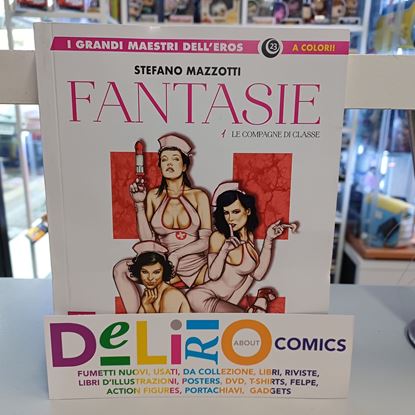 I GRANDI MAESTRI DELL'EROS 23 A COLORI!
STEFANO MAZZOTTI
FANTASIE
1 LE COMPAGNE DI CLASSE
DeLiRiO ABOUT COMICS
FUMETTI NUOVI, USATI, DA COLLEZIONE, LIBRI, RIVISTE,
LIBRI D'ILLUSTRAZIONI, POSTERS, DVD, T-SHIRTS, FELPE,
ACTION FIGURES, PORTACHIAVI, GADGETS